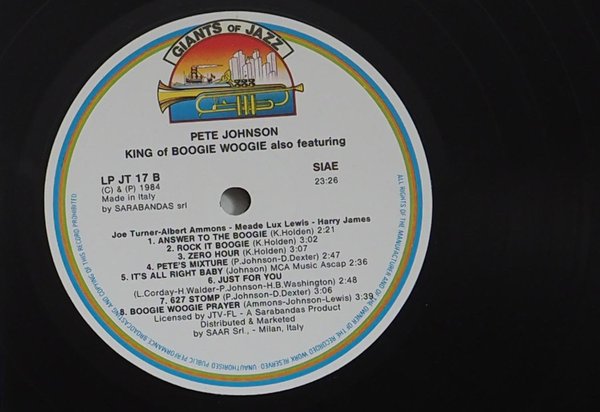 GIANTS OF JAZZ
PETE JOHNSON
KING of BOOGIE WOOGIE also featuring
LP JT 17 B
(C) & (P) 1984
Made in Italy
by SARABANDAS srl
SIAE
23:26
Joe Turner-Albert Ammons - Meade Lux Lewis - Harry James
1. ANSWER TO THE BOOGIE (K.Holden) 2:21
2. ROCK IT BOOGIE (K.Holden) 3:02
3. ZERO HOUR (K.Holden) 3:07
4. PETE'S MIXTURE (P.Johnson-D.Dexter) 2:51
5. IT'S ALL RIGHT BABY (Johnson) MCA Music Ascap 2:36
6. JUST FOR YOU
(L.Corday-H.Walder-P.Johnson-H.B.Washington) 2:48
7. 627 STOMP (P.Johnson-D.Dexter) 3:06
8. BOOGIE WOOGIE PRAYER (Ammons-Johnson-Lewis) 3:39
Licensed by JTV-FL - A Sarabandas Product
Distributed & Marketed
by SAAR Srl., - Milan, Italy
ALL RIGHTS OF THE MANUFACTURER AND OF THE OWNER OF THE RECORDED WORK RESERVED UNAUTHORISED PUBLIC PERFORMANCE BROADCASTING AND COPYING OF THIS RECORD PROHIBITED